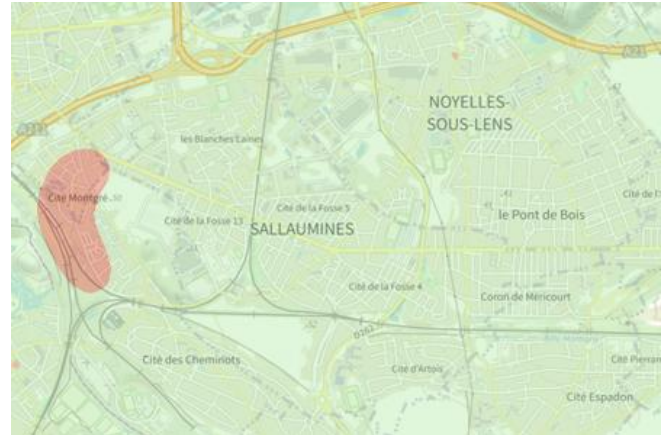 A21
NOYELLES-
SOUS-LENS
A211
les Blanches Laines
Cité Montgré
50
Cité de la Fosse 5
Cité de la Fosse 13
SALLAUMINES
le Pont de Bois
Cité de la Fosse 4
Coron de Méricourt
D262
Cité des Cheminots
Cité d'Artois
Cité Espadon